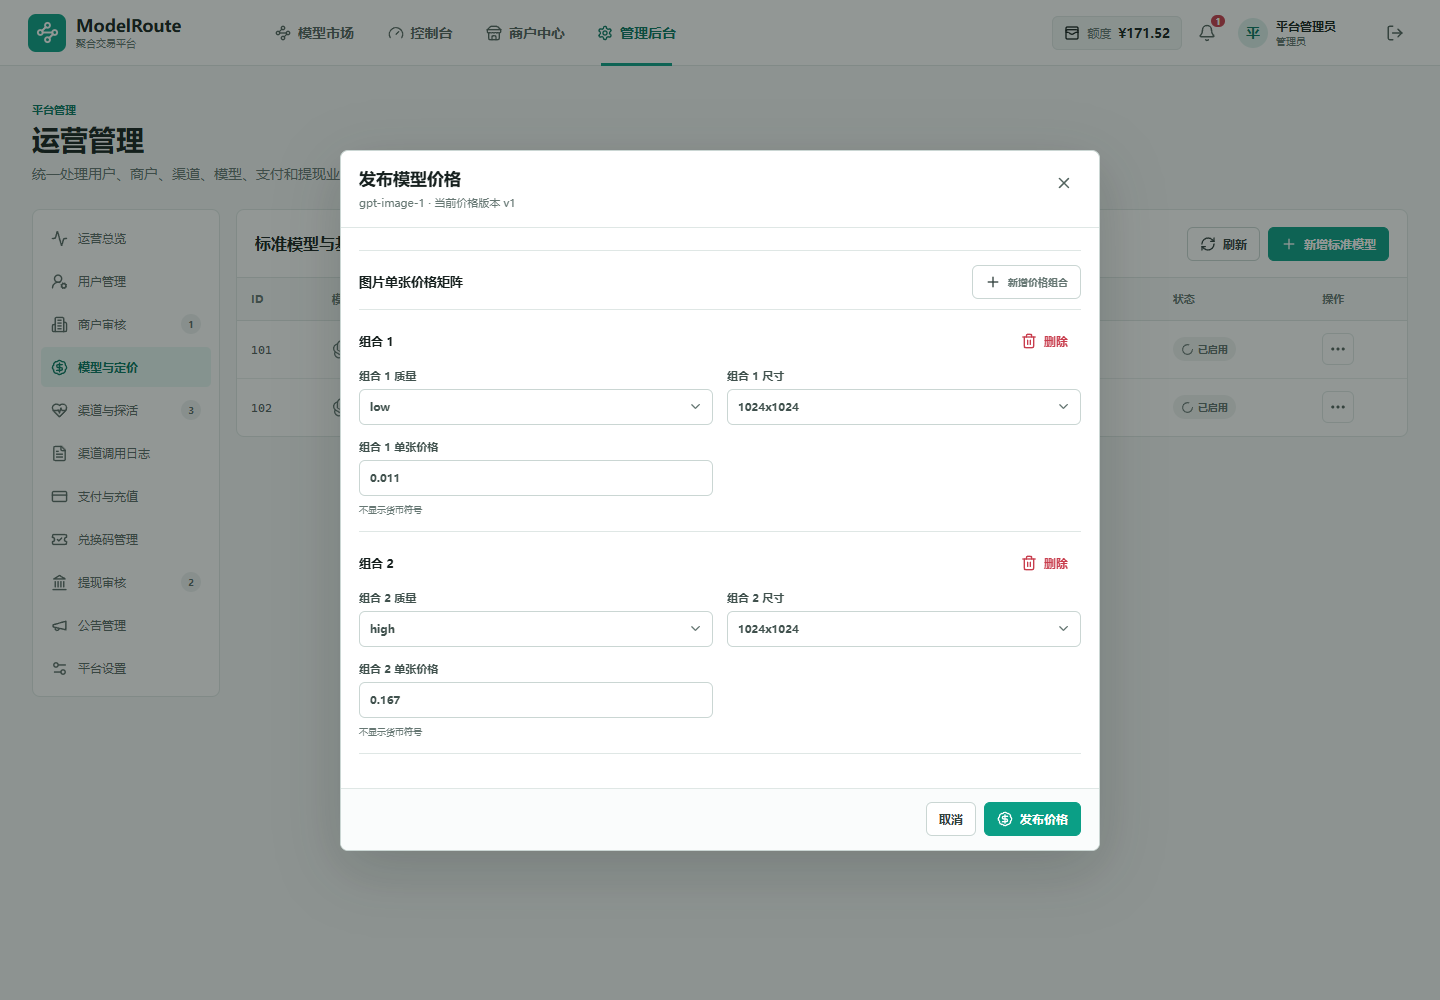 ModelRoute
聚合交易平台
模型市场
控制台
商户中心
管理后台
额度 ¥171.52
1
平
平台管理员
管理员
平台管理
运营管理
统一处理用户、商户、渠道、模型、支付和提现业
运营总览
用户管理
商户审核 1
模型与定价
渠道与探活 3
渠道调用日志
支付与充值
兑换码管理
提现审核 2
公告管理
平台设置
标准模型与
刷新
新增标准模型
ID
状态
操作
101
已启用
102
已启用
发布模型价格
gpt-image-1 · 当前价格版本 v1
图片单张价格矩阵
新增价格组合
组合 1
删除
组合 1 质量
组合 1 尺寸
low
1024x1024
组合 1 单张价格
0.011
不显示货币符号
组合 2
删除
组合 2 质量
组合 2 尺寸
high
1024x1024
组合 2 单张价格
0.167
不显示货币符号
取消
发布价格